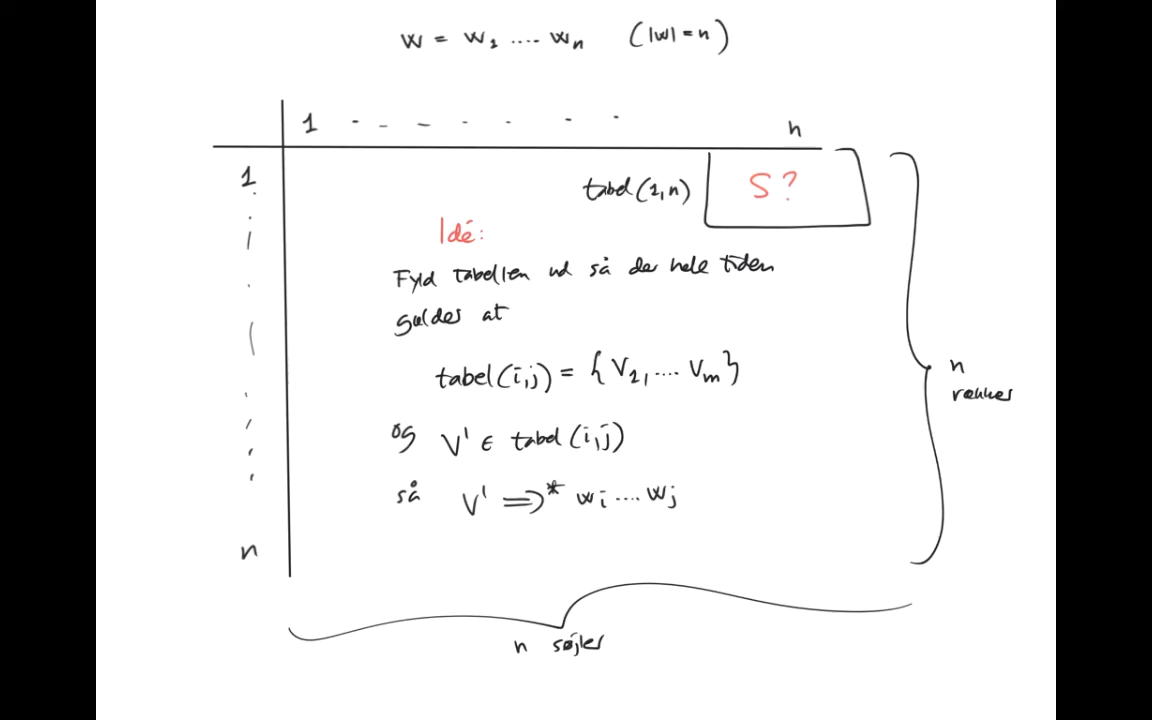 w = w1 .... wn (|w| = n)
1 . - - . . . . n
1
tabel(1,n) S?
i
Idé:
Fyld tabellen ud så der hele tiden
gælder at
tabel(i,j) = { V1, .... Vm }
og V' ∈ tabel(i,j)
så V' ⇒* wi .... wj
n
rækker
n
n søjler